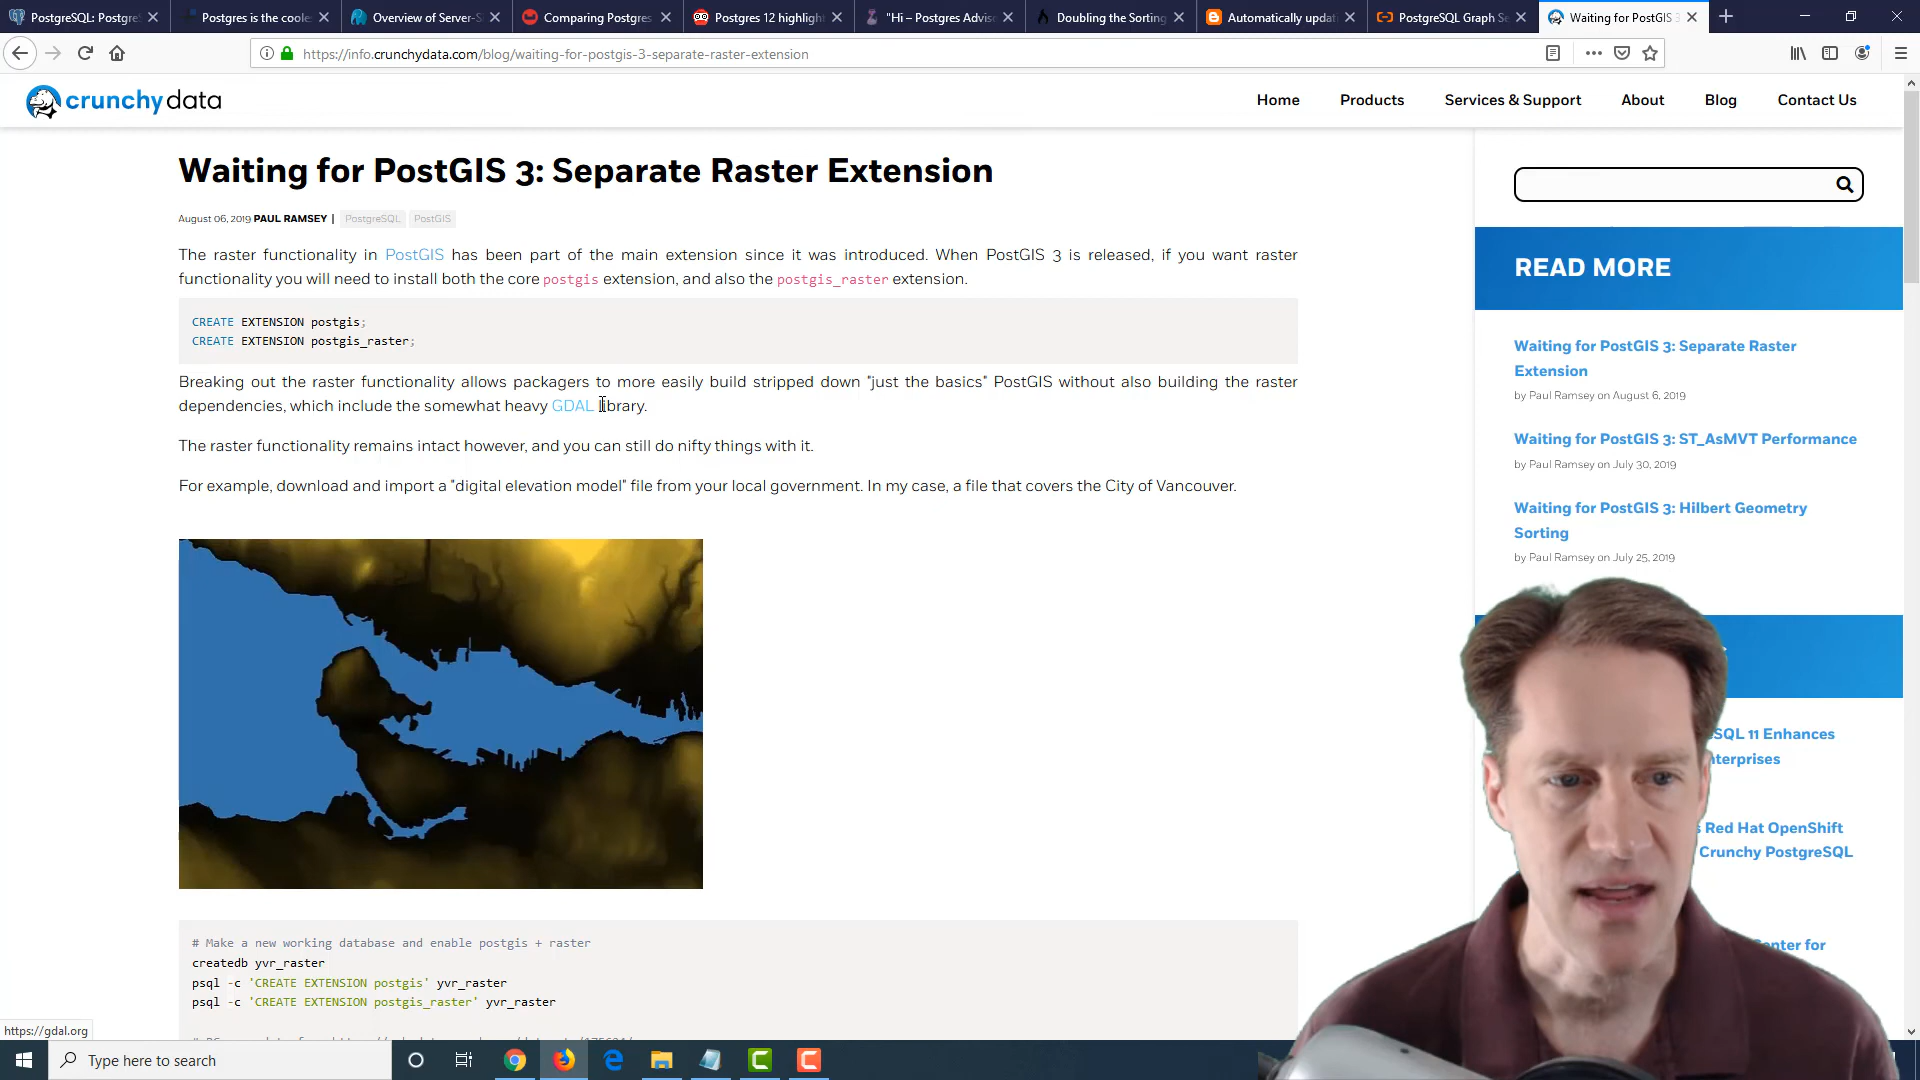 PostgreSQL: PostgreS
Postgres is the cooles
Overview of Server-S
Comparing Postgres
Postgres 12 highlight
"Hi – Postgres Advise
Doubling the Sorting
Automatically updati
PostgreSQL Graph Se
Waiting for PostGIS 3
https://info.crunchydata.com/blog/waiting-for-postgis-3-separate-raster-extension
crunchydata
Home
Products
Services & Support
About
Blog
Contact Us
Waiting for PostGIS 3: Separate Raster Extension
August 06, 2019 PAUL RAMSEY | PostgreSQL PostGIS
The raster functionality in PostGIS has been part of the main extension since it was introduced. When PostGIS 3 is released, if you want raster
functionality you will need to install both the core postgis extension, and also the postgis_raster extension.
CREATE EXTENSION postgis;
CREATE EXTENSION postgis_raster;
Breaking out the raster functionality allows packagers to more easily build stripped down "just the basics" PostGIS without also building the raster
dependencies, which include the somewhat heavy GDAL library.
The raster functionality remains intact however, and you can still do nifty things with it.
For example, download and import a "digital elevation model" file from your local government. In my case, a file that covers the City of Vancouver.
# Make a new working database and enable postgis + raster
createdb yvr_raster
psql -c 'CREATE EXTENSION postgis' yvr_raster
psql -c 'CREATE EXTENSION postgis_raster' yvr_raster
READ MORE
Waiting for PostGIS 3: Separate Raster
Extension
by Paul Ramsey on August 6, 2019
Waiting for PostGIS 3: ST_AsMVT Performance
by Paul Ramsey on July 30, 2019
Waiting for PostGIS 3: Hilbert Geometry
Sorting
by Paul Ramsey on July 25, 2019
SQL 11 Enhances
nterprises
s Red Hat OpenShift
Crunchy PostgreSQL
Center for
https://gdal.org
Type here to search